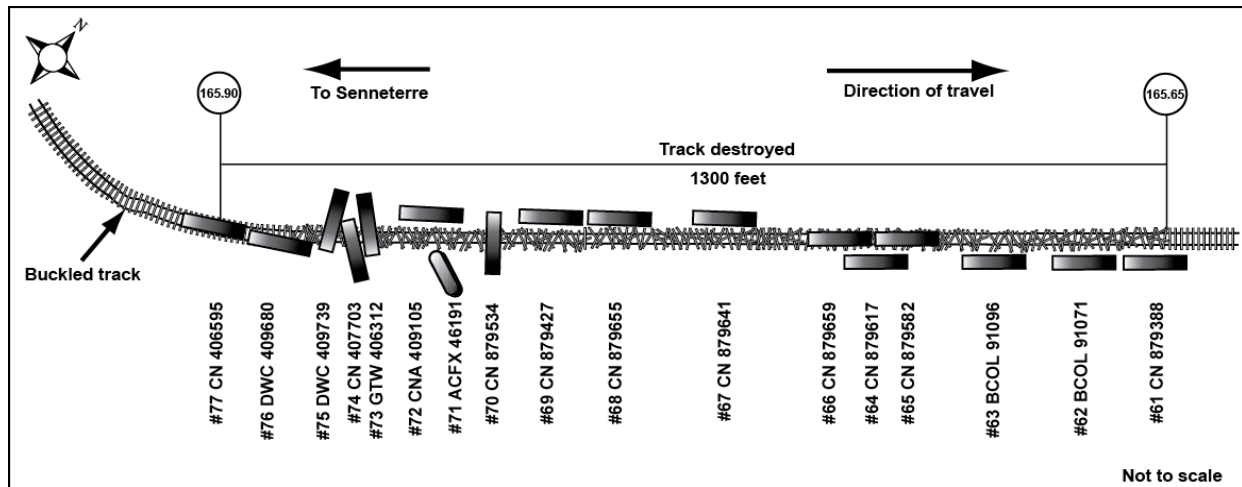 N
165.90
To Senneterre
Direction of travel
165.65
Track destroyed
1300 feet
Buckled track
#77 CN 406595
#76 DWC 409680
#75 DWC 409739
#74 CN 407703
#73 GTW 406312
#72 CNA 409105
#71 ACFX 46191
#70 CN 879534
#69 CN 879427
#68 CN 879655
#67 CN 879641
#66 CN 879659
#64 CN 879617
#65 CN 879582
#63 BCOL 91096
#62 BCOL 91071
#61 CN 879388
Not to scale